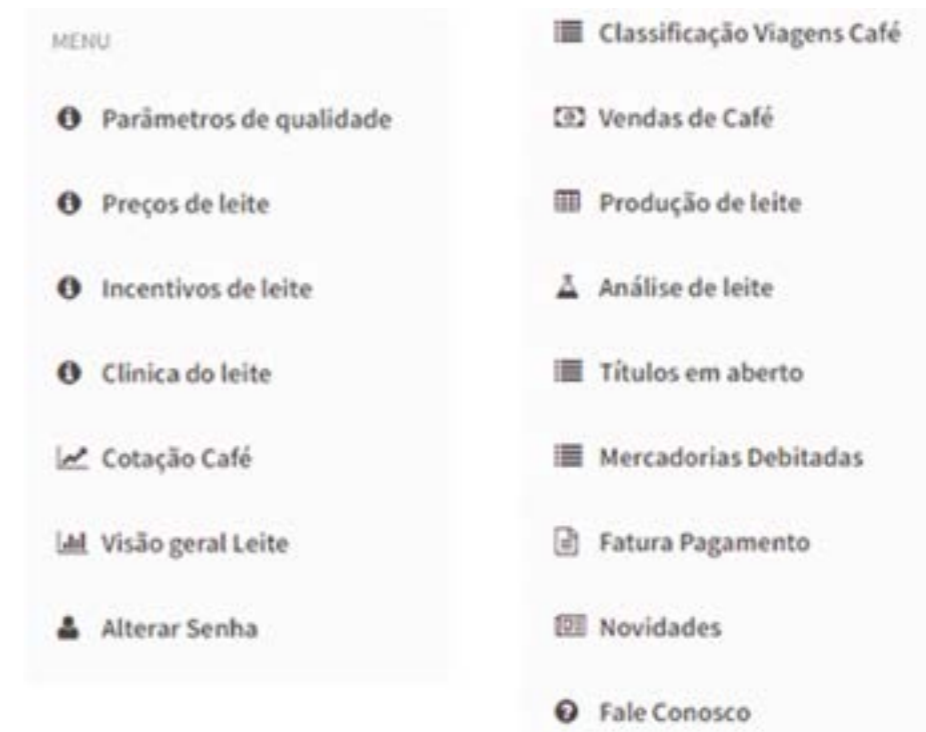 MENU
Parâmetros de qualidade
Preços de leite
Incentivos de leite
Clinica do leite
Cotação Café
Visão geral Leite
Alterar Senha
Classificação Viagens Café
Vendas de Café
Produção de leite
Análise de leite
Títulos em aberto
Mercadorias Debitadas
Fatura Pagamento
Novidades
Fale Conosco